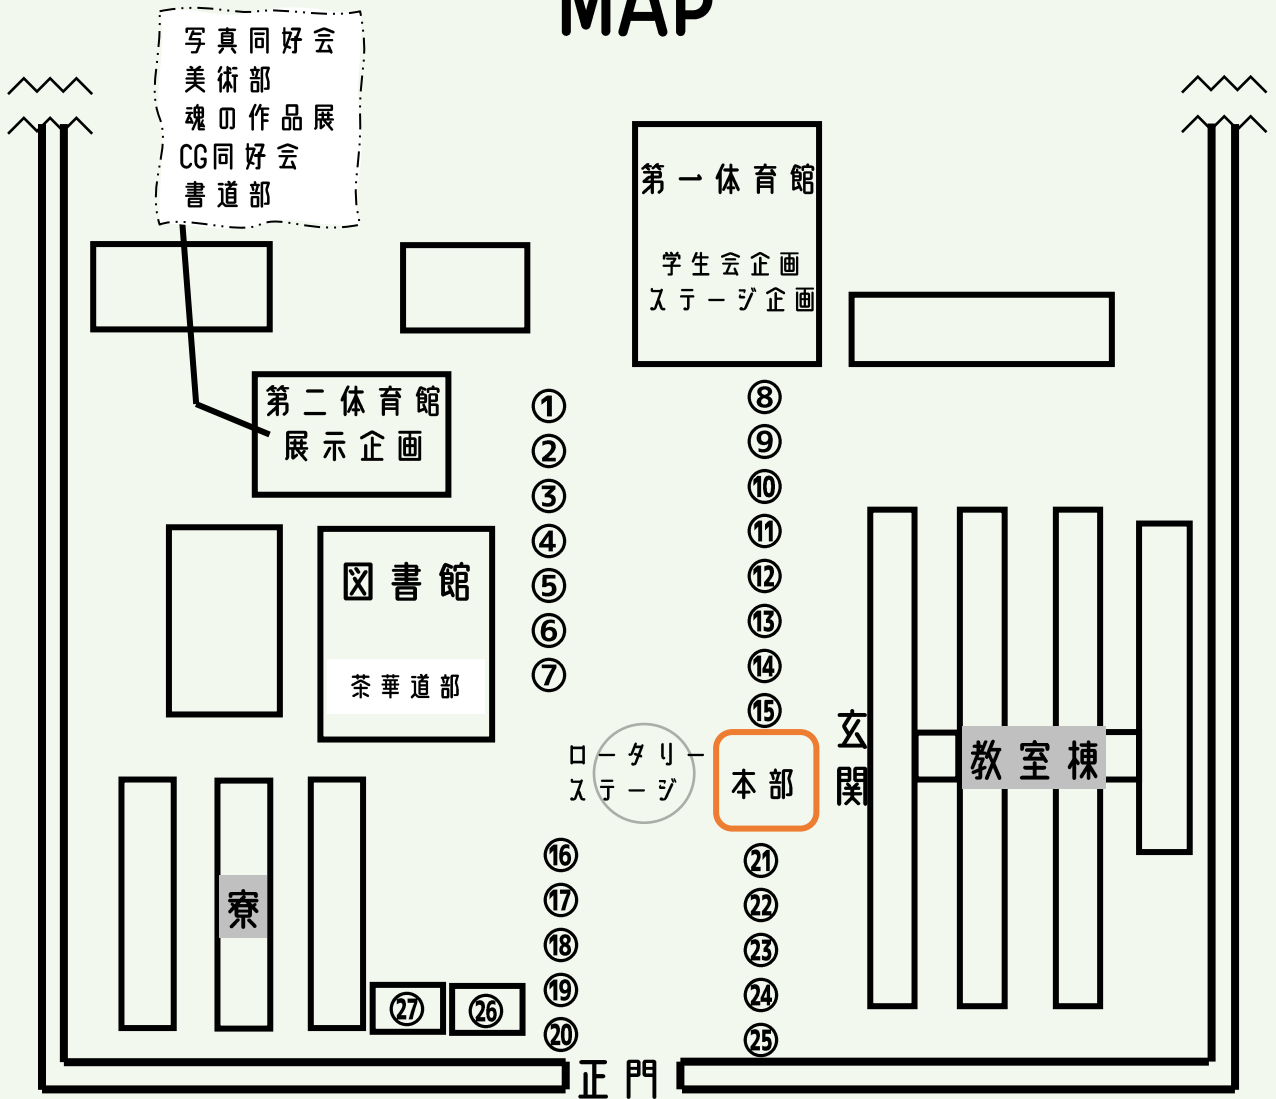 MAP
写真同好会
美術部
魂の作品展
CG同好会
書道部
第一体育館
学生会企画
ステージ企画
第二体育館
展示企画
①
②
③
④
⑤
⑥
⑦
⑧
⑨
⑩
⑪
⑫
⑬
⑭
⑮
図書館
茶華道部
ロータリー
ステージ
本部
玄関
教室棟
寮
⑯
⑰
⑱
⑲
⑳
㉑
㉒
㉓
㉔
㉕
㉗
㉖
正門